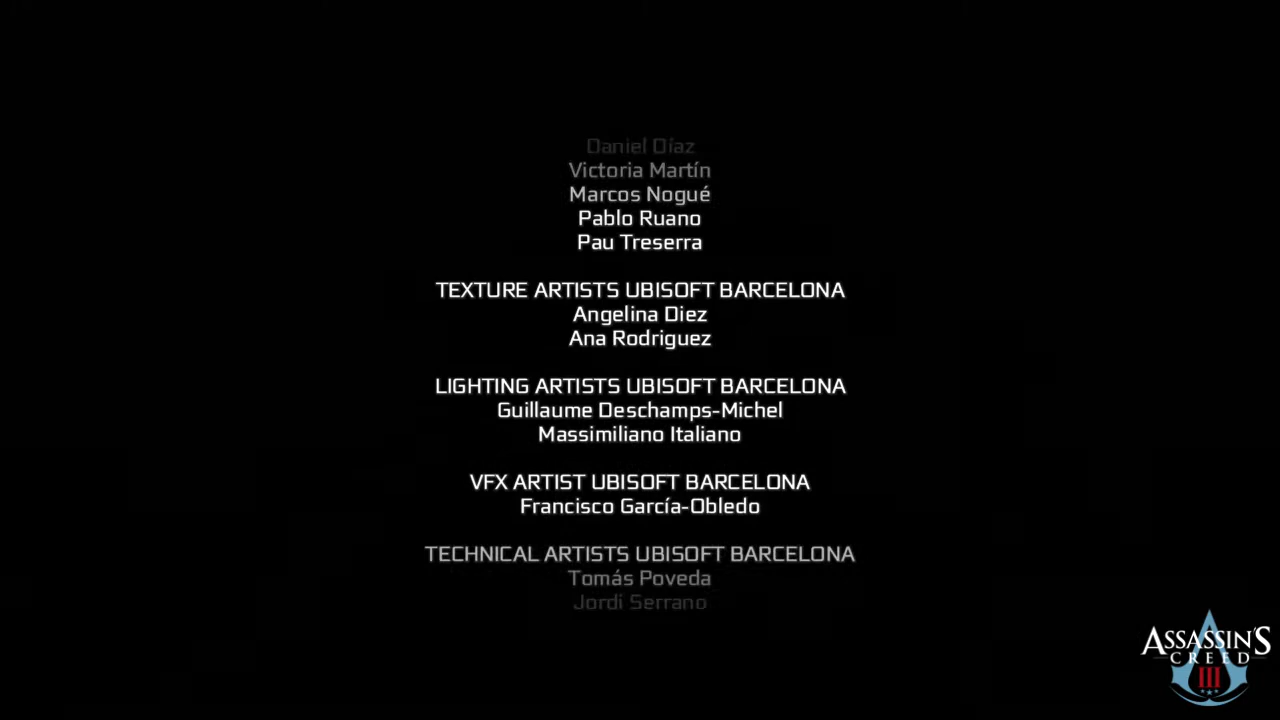 Daniel Díaz
Victoria Martín
Marcos Nogué
Pablo Ruano
Pau Treserra
TEXTURE ARTISTS UBISOFT BARCELONA
Angelina Diez
Ana Rodriguez
LIGHTING ARTISTS UBISOFT BARCELONA
Guillaume Deschamps-Michel
Massimiliano Italiano
VFX ARTIST UBISOFT BARCELONA
Francisco García-Obledo
TECHNICAL ARTISTS UBISOFT BARCELONA
Tomás Poveda
Jordi Serrano
ASSASSIN'S
CREED
III